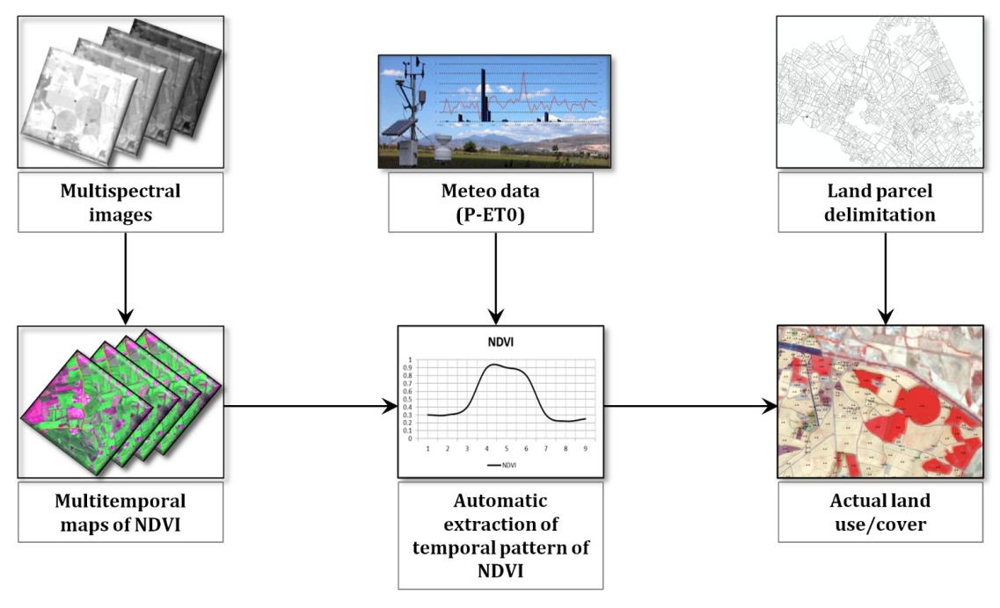 Multispectral
images
Meteo data
(P-ET0)
Land parcel
delimitation
NDVI
1
0.9
0.8
0.7
0.6
0.5
0.4
0.3
0.2
0.1
0
1 2 3 4 5 6 7 8 9
NDVI
Multitemporal
maps of NDVI
Automatic
extraction of
temporal pattern of
NDVI
Actual land
use/cover